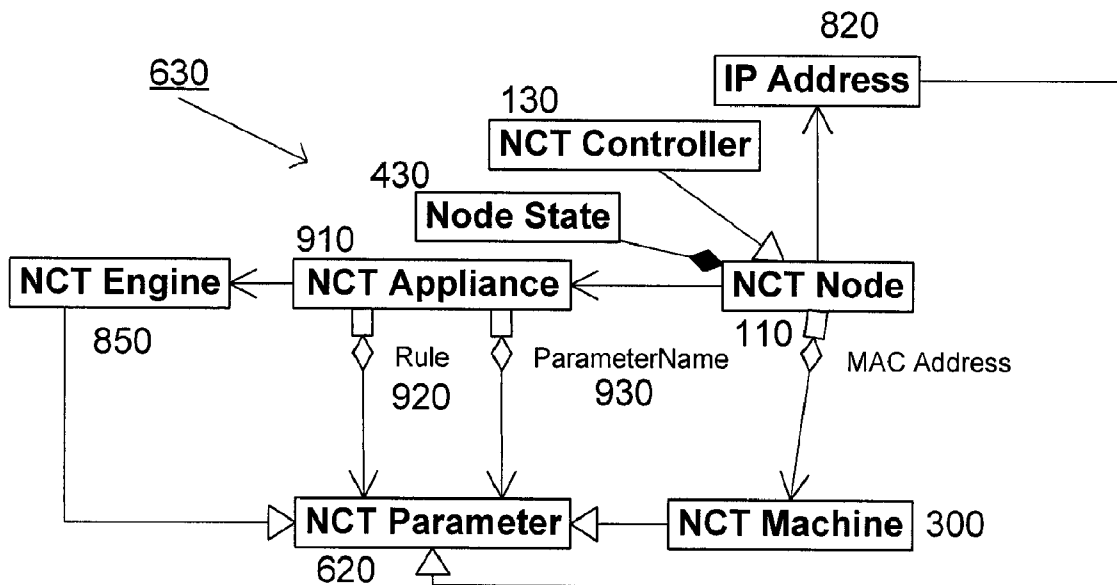 820
630
IP Address
130
NCT Controller
430
Node State
910
NCT Engine
NCT Appliance
NCT Node
850
110
Rule
920
ParameterName
930
MAC Address
NCT Parameter
NCT Machine
300
620